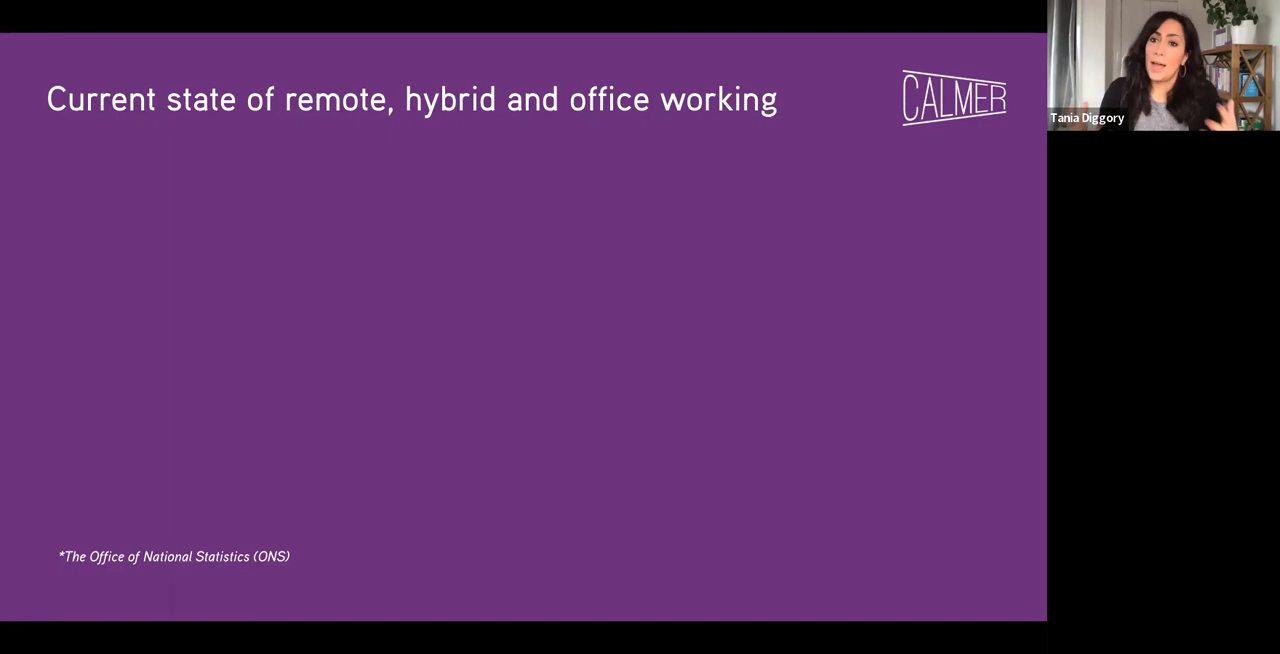 Current state of remote, hybrid and office working
CALMER
Tania Diggory
*The Office of National Statistics (ONS)